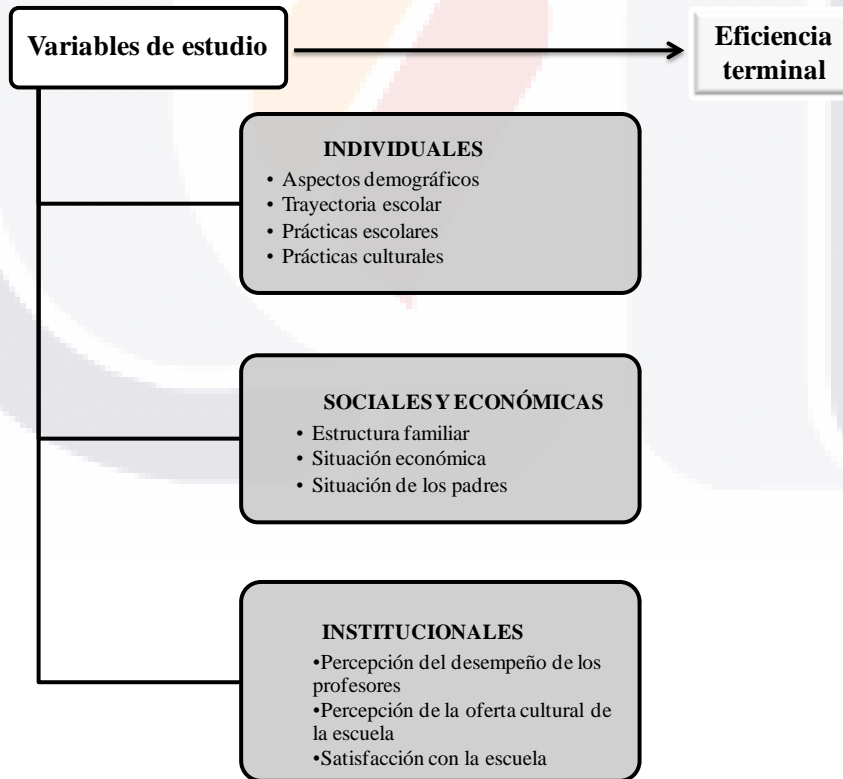 Variables de estudio
Eficiencia
terminal
INDIVIDUALES
• Aspectos demográficos
• Trayectoria escolar
• Prácticas escolares
• Prácticas culturales
SOCIALES Y ECONÓMICAS
• Estructura familiar
• Situación económica
• Situación de los padres
INSTITUCIONALES
•Percepción del desempeño de los
profesores
•Percepción de la oferta cultural de
la escuela
•Satisfacción con la escuela